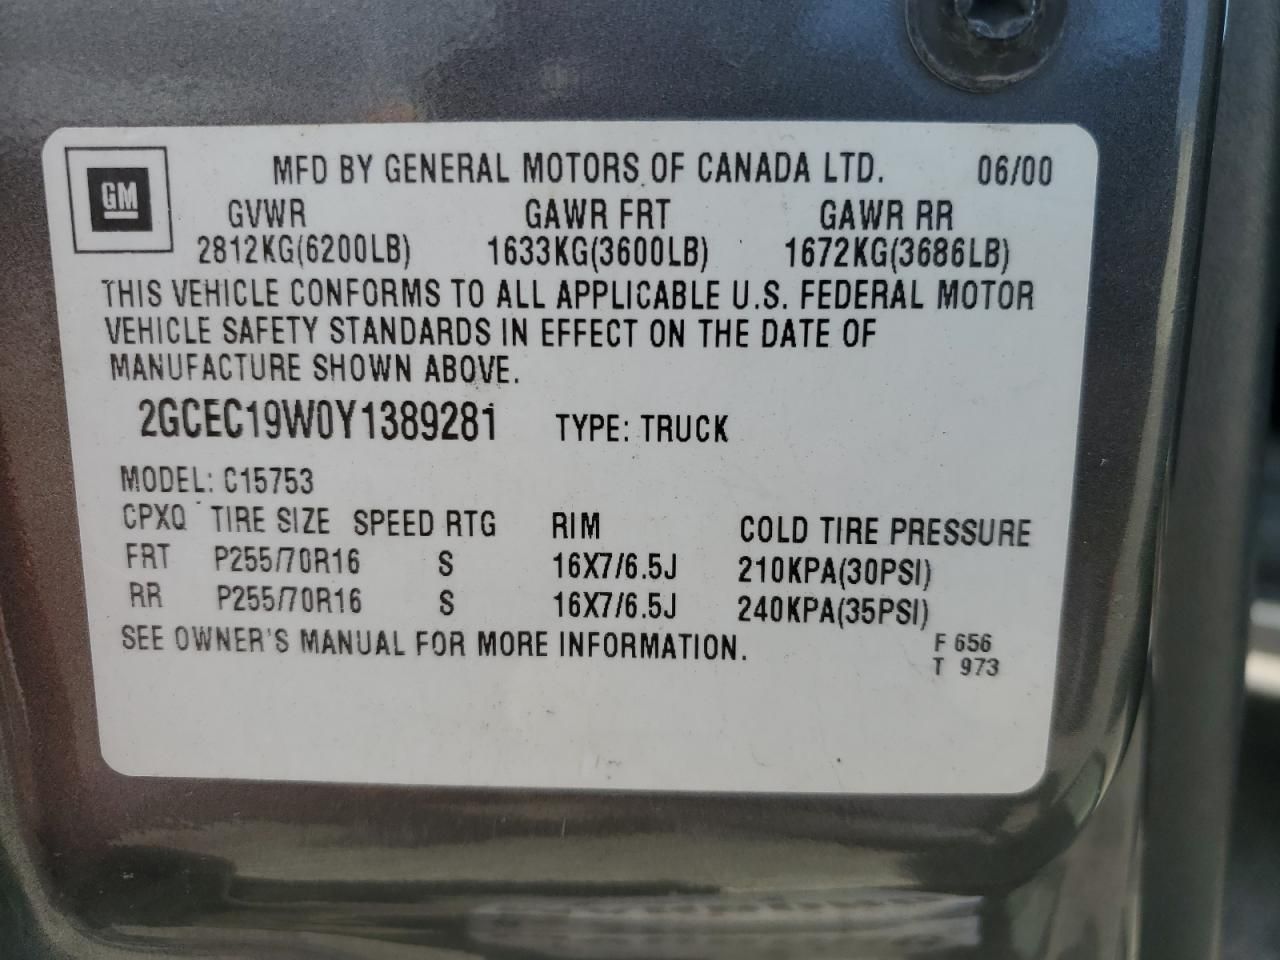 MFD BY GENERAL MOTORS OF CANADA LTD. 06/00
GM
GVWR GAWR FRT GAWR RR
2812KG(6200LB) 1633KG(3600LB) 1672KG(3686LB)
THIS VEHICLE CONFORMS TO ALL APPLICABLE U.S. FEDERAL MOTOR
VEHICLE SAFETY STANDARDS IN EFFECT ON THE DATE OF
MANUFACTURE SHOWN ABOVE.
2GCEC19W0Y1389281 TYPE: TRUCK
MODEL: C15753
CPXQ TIRE SIZE SPEED RTG RIM COLD TIRE PRESSURE
FRT P255/70R16 S 16X7/6.5J 210KPA(30PSI)
RR P255/70R16 S 16X7/6.5J 240KPA(35PSI)
SEE OWNER'S MANUAL FOR MORE INFORMATION.
F 656
T 973